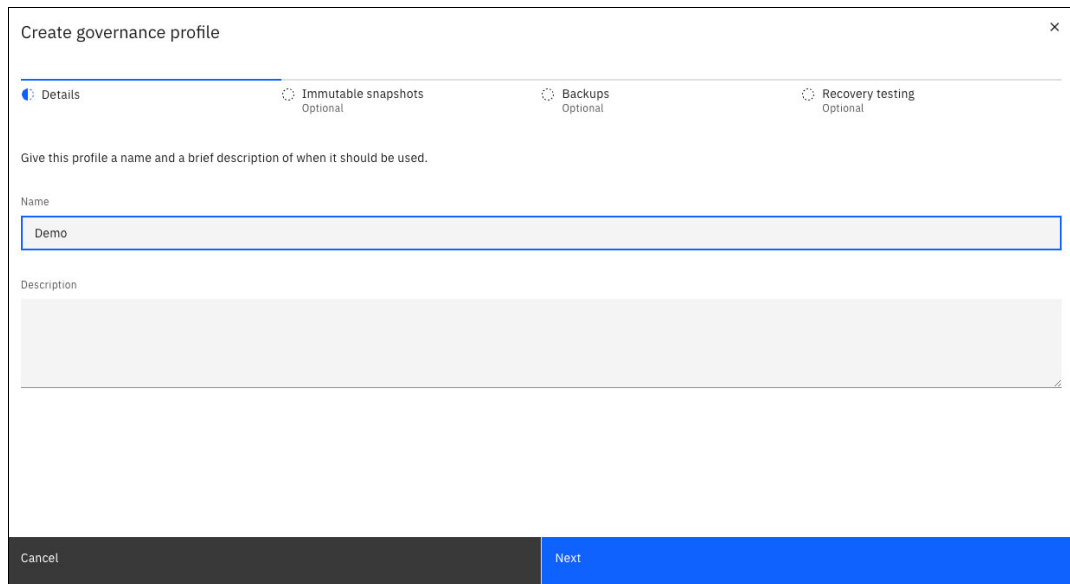 Create governance profile
Details
Immutable snapshots
Optional
Backups
Optional
Recovery testing
Optional
Give this profile a name and a brief description of when it should be used.
Name
Demo
Description
Cancel
Next